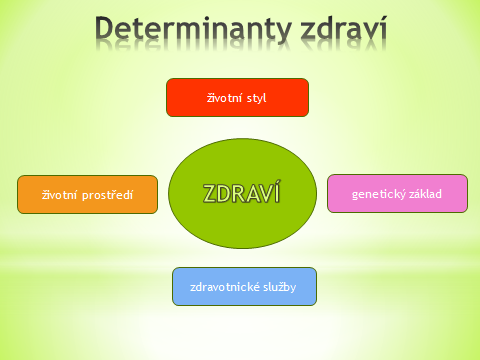 Determinanty zdraví
životní styl
životní prostředí
ZDRAVÍ
genetický základ
zdravotnické služby